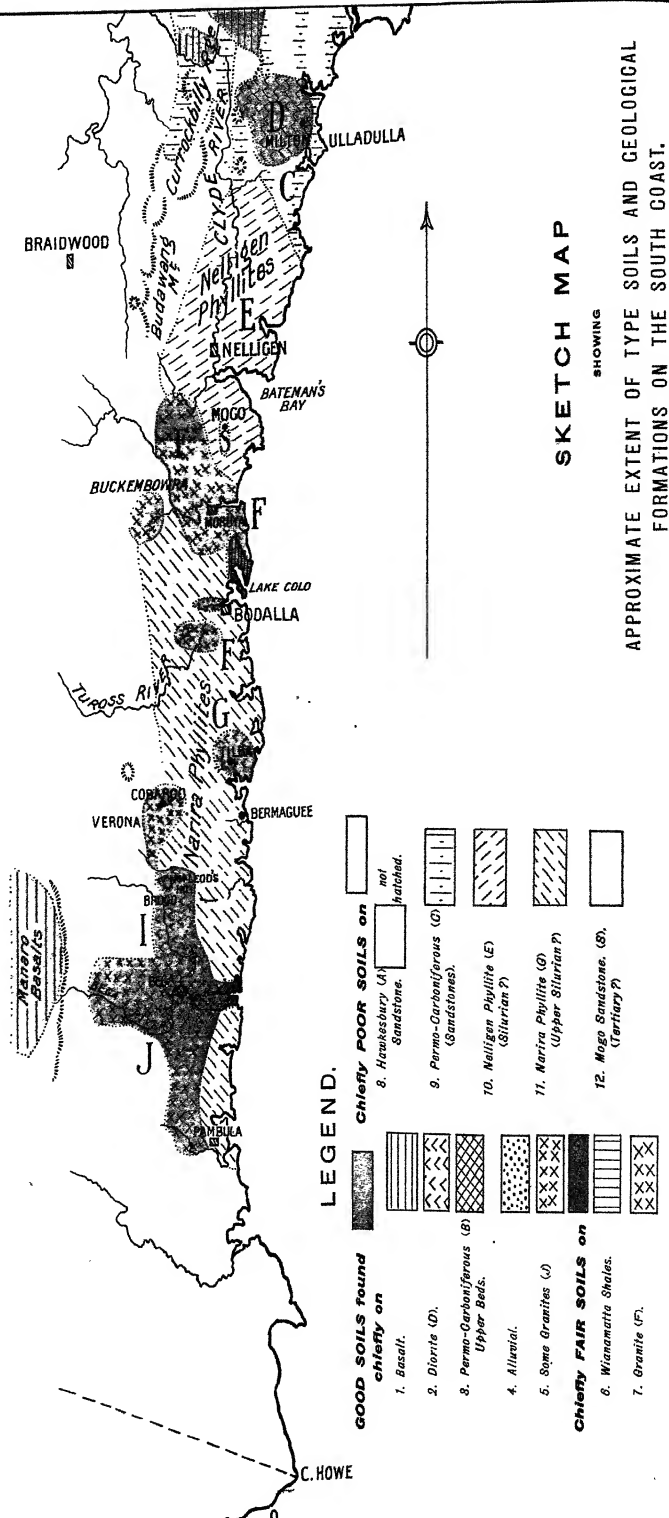 Currockbilly Rge
CLYDE RIVER
D
MILTON
ULLADULLA
C
BRAIDWOOD
Budawang Mt
Nelligen
Phyllites
E
NELLIGEN
BATEMAN'S
BAY
MOGO
S
BUCKEMBOWRA
F
LAKE COLO
BODALLA
F
TUROSS RIVER
G
Narira Phyllites
COBARGO
VERONA
BERMAGUEE
I
Manaro
Basalts
J
PAMBULA
C. HOWE
SKETCH MAP
SHOWING
APPROXIMATE EXTENT OF TYPE SOILS AND GEOLOGICAL
FORMATIONS ON THE SOUTH COAST.
LEGEND.
GOOD SOILS found
chiefly on
1. Basalt.
2. Diorite (D).
3. Permo-Carboniferous (B)
Upper Beds.
4. Alluvial.
5. Some Granites (J)
Chiefly FAIR SOILS on
6. Wianamatta Shales.
7. Granite (F).
Chiefly POOR SOILS on
8. Hawkesbury (A)
Sandstone.
not
hatched.
9. Permo-Carboniferous (C)
(Sandstones).
10. Nelligen Phyllite (E)
(Silurian?)
11. Narira Phyllite (G)
(Upper Silurian?)
12. Mogo Sandstone. (S).
(Tertiary?)